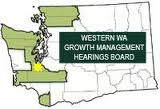 WESTERN WA
GROWTH MANAGEMENT
HEARINGS BOARD